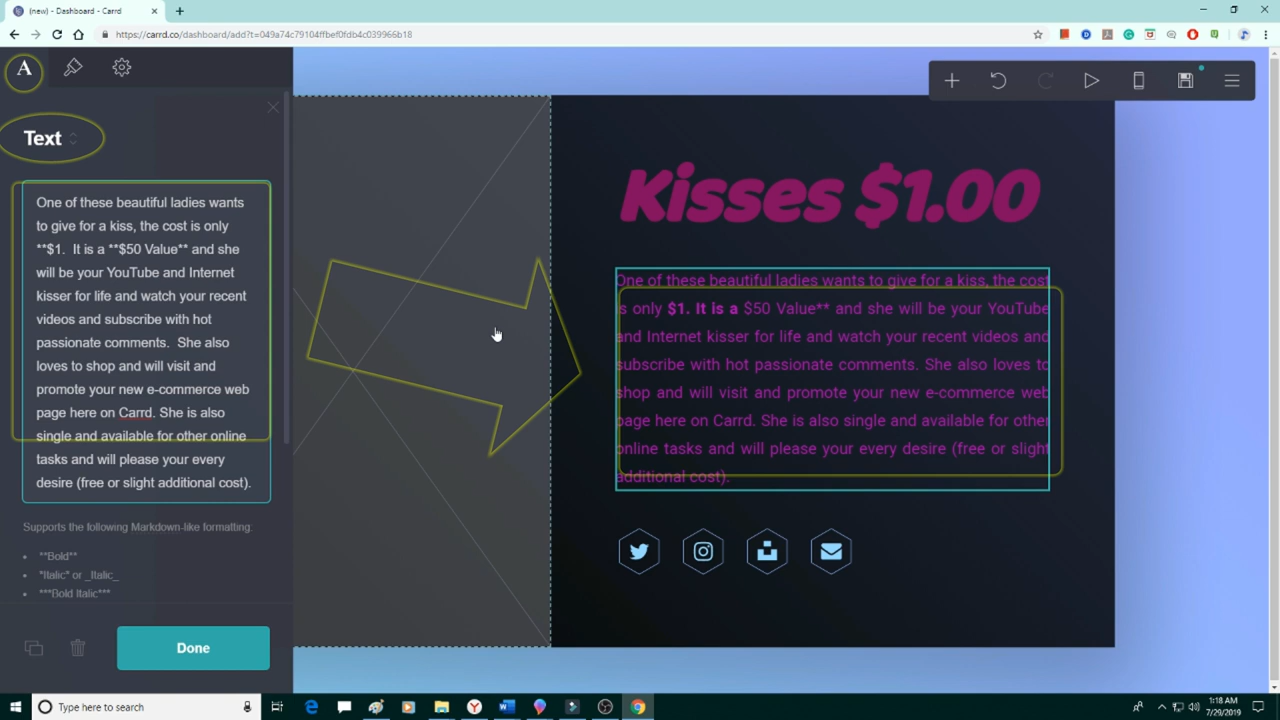 (new) - Dashboard - Carrd
https://carrd.co/dashboard/add?t=049a74c79104ffbef0fdb4c039966b18
A
Text
One of these beautiful ladies wants
to give for a kiss, the cost is only
**$1.  It is a **$50 Value** and she
will be your YouTube and Internet
kisser for life and watch your recent
videos and subscribe with hot
passionate comments.  She also
loves to shop and will visit and
promote your new e-commerce web
page here on Carrd. She is also
single and available for other online
tasks and will please your every
desire (free or slight additional cost).
Supports the following Markdown-like formatting:
**Bold**
*Italic* or _Italic_
***Bold Italic***
Done
Kisses $1.00
One of these beautiful ladies wants to give for a kiss, the cost
is only $1. It is a $50 Value** and she will be your YouTube
and Internet kisser for life and watch your recent videos and
subscribe with hot passionate comments. She also loves to
shop and will visit and promote your new e-commerce web
page here on Carrd. She is also single and available for other
online tasks and will please your every desire (free or slight
additional cost).
Type here to search
1:18 AM
7/29/2019